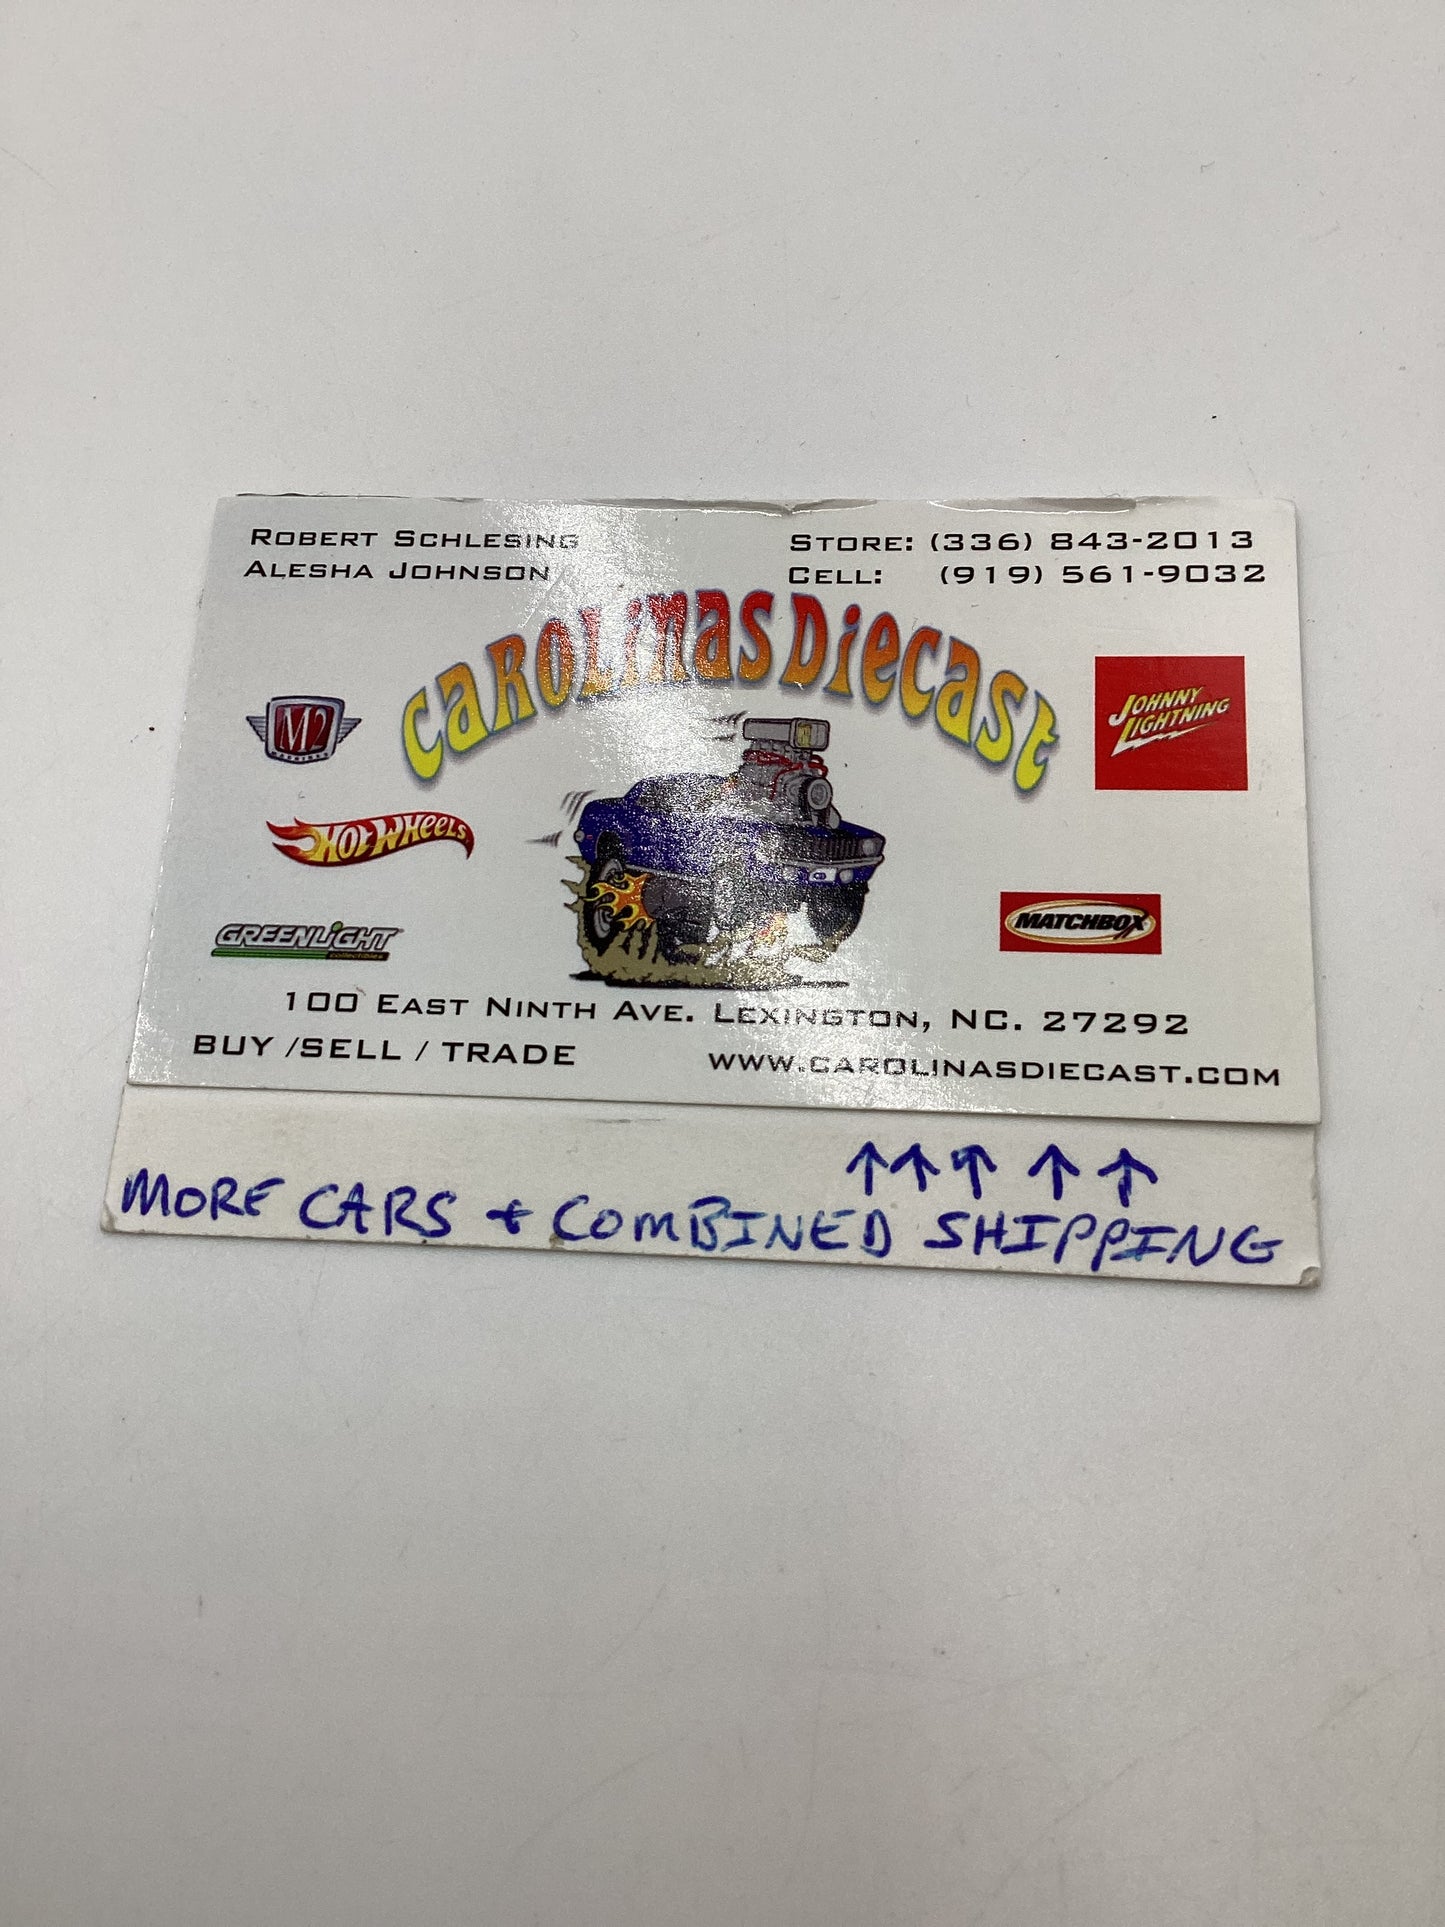 ROBERT SCHLESING
ALESHA JOHNSON
STORE: (336) 843-2013
CELL: (919) 561-9032
CAROLINAS DIECAST
M2
MACHINES
JOHNNY
LIGHTNING
HOT WHEELS
GREENLIGHT
collectibles
MATCHBOX
100 EAST NINTH AVE. LEXINGTON, NC. 27292
BUY /SELL / TRADE
WWW.CAROLINASDIECAST.COM
↑↑↑↑↑
MORE CARS + COMBINED SHIPPING